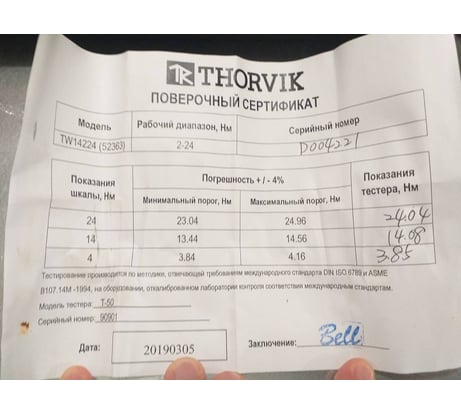 THORVIK
ПОВЕРОЧНЫЙ СЕРТИФИКАТ
Модель Рабочий диапазон, Нм Серийный номер
TW14224 (52363) 2-24 D004221
Показания шкалы, Нм Погрешность + / - 4% Показания тестера, Нм
Минимальный порог, Нм Максимальный порог, Нм
24 23.04 24.96 24.04
14 13.44 14.56 14.08
4 3.84 4.16 3.85
Тестирование производится по методике, отвечающей требованиям международного стандарта DIN ISO 6789 и ASME
B107.14M -1994, на оборудовании, откалиброванном лаборатории контроля соответствия международным стандартам.
Модель тестера: T-50
Серийный номер: 90901
Дата: 20190305 Заключение: Bell